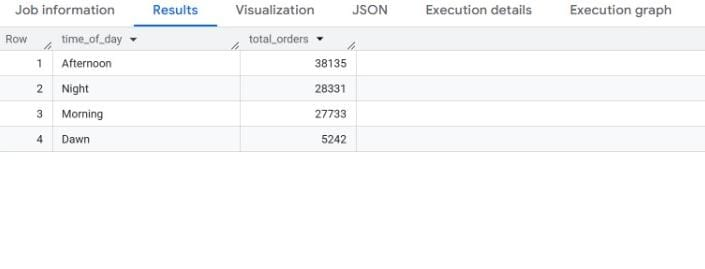 Job information Results Visualization JSON Execution details Execution graph
Row time_of_day total_orders
1 Afternoon 38135
2 Night 28331
3 Morning 27733
4 Dawn 5242